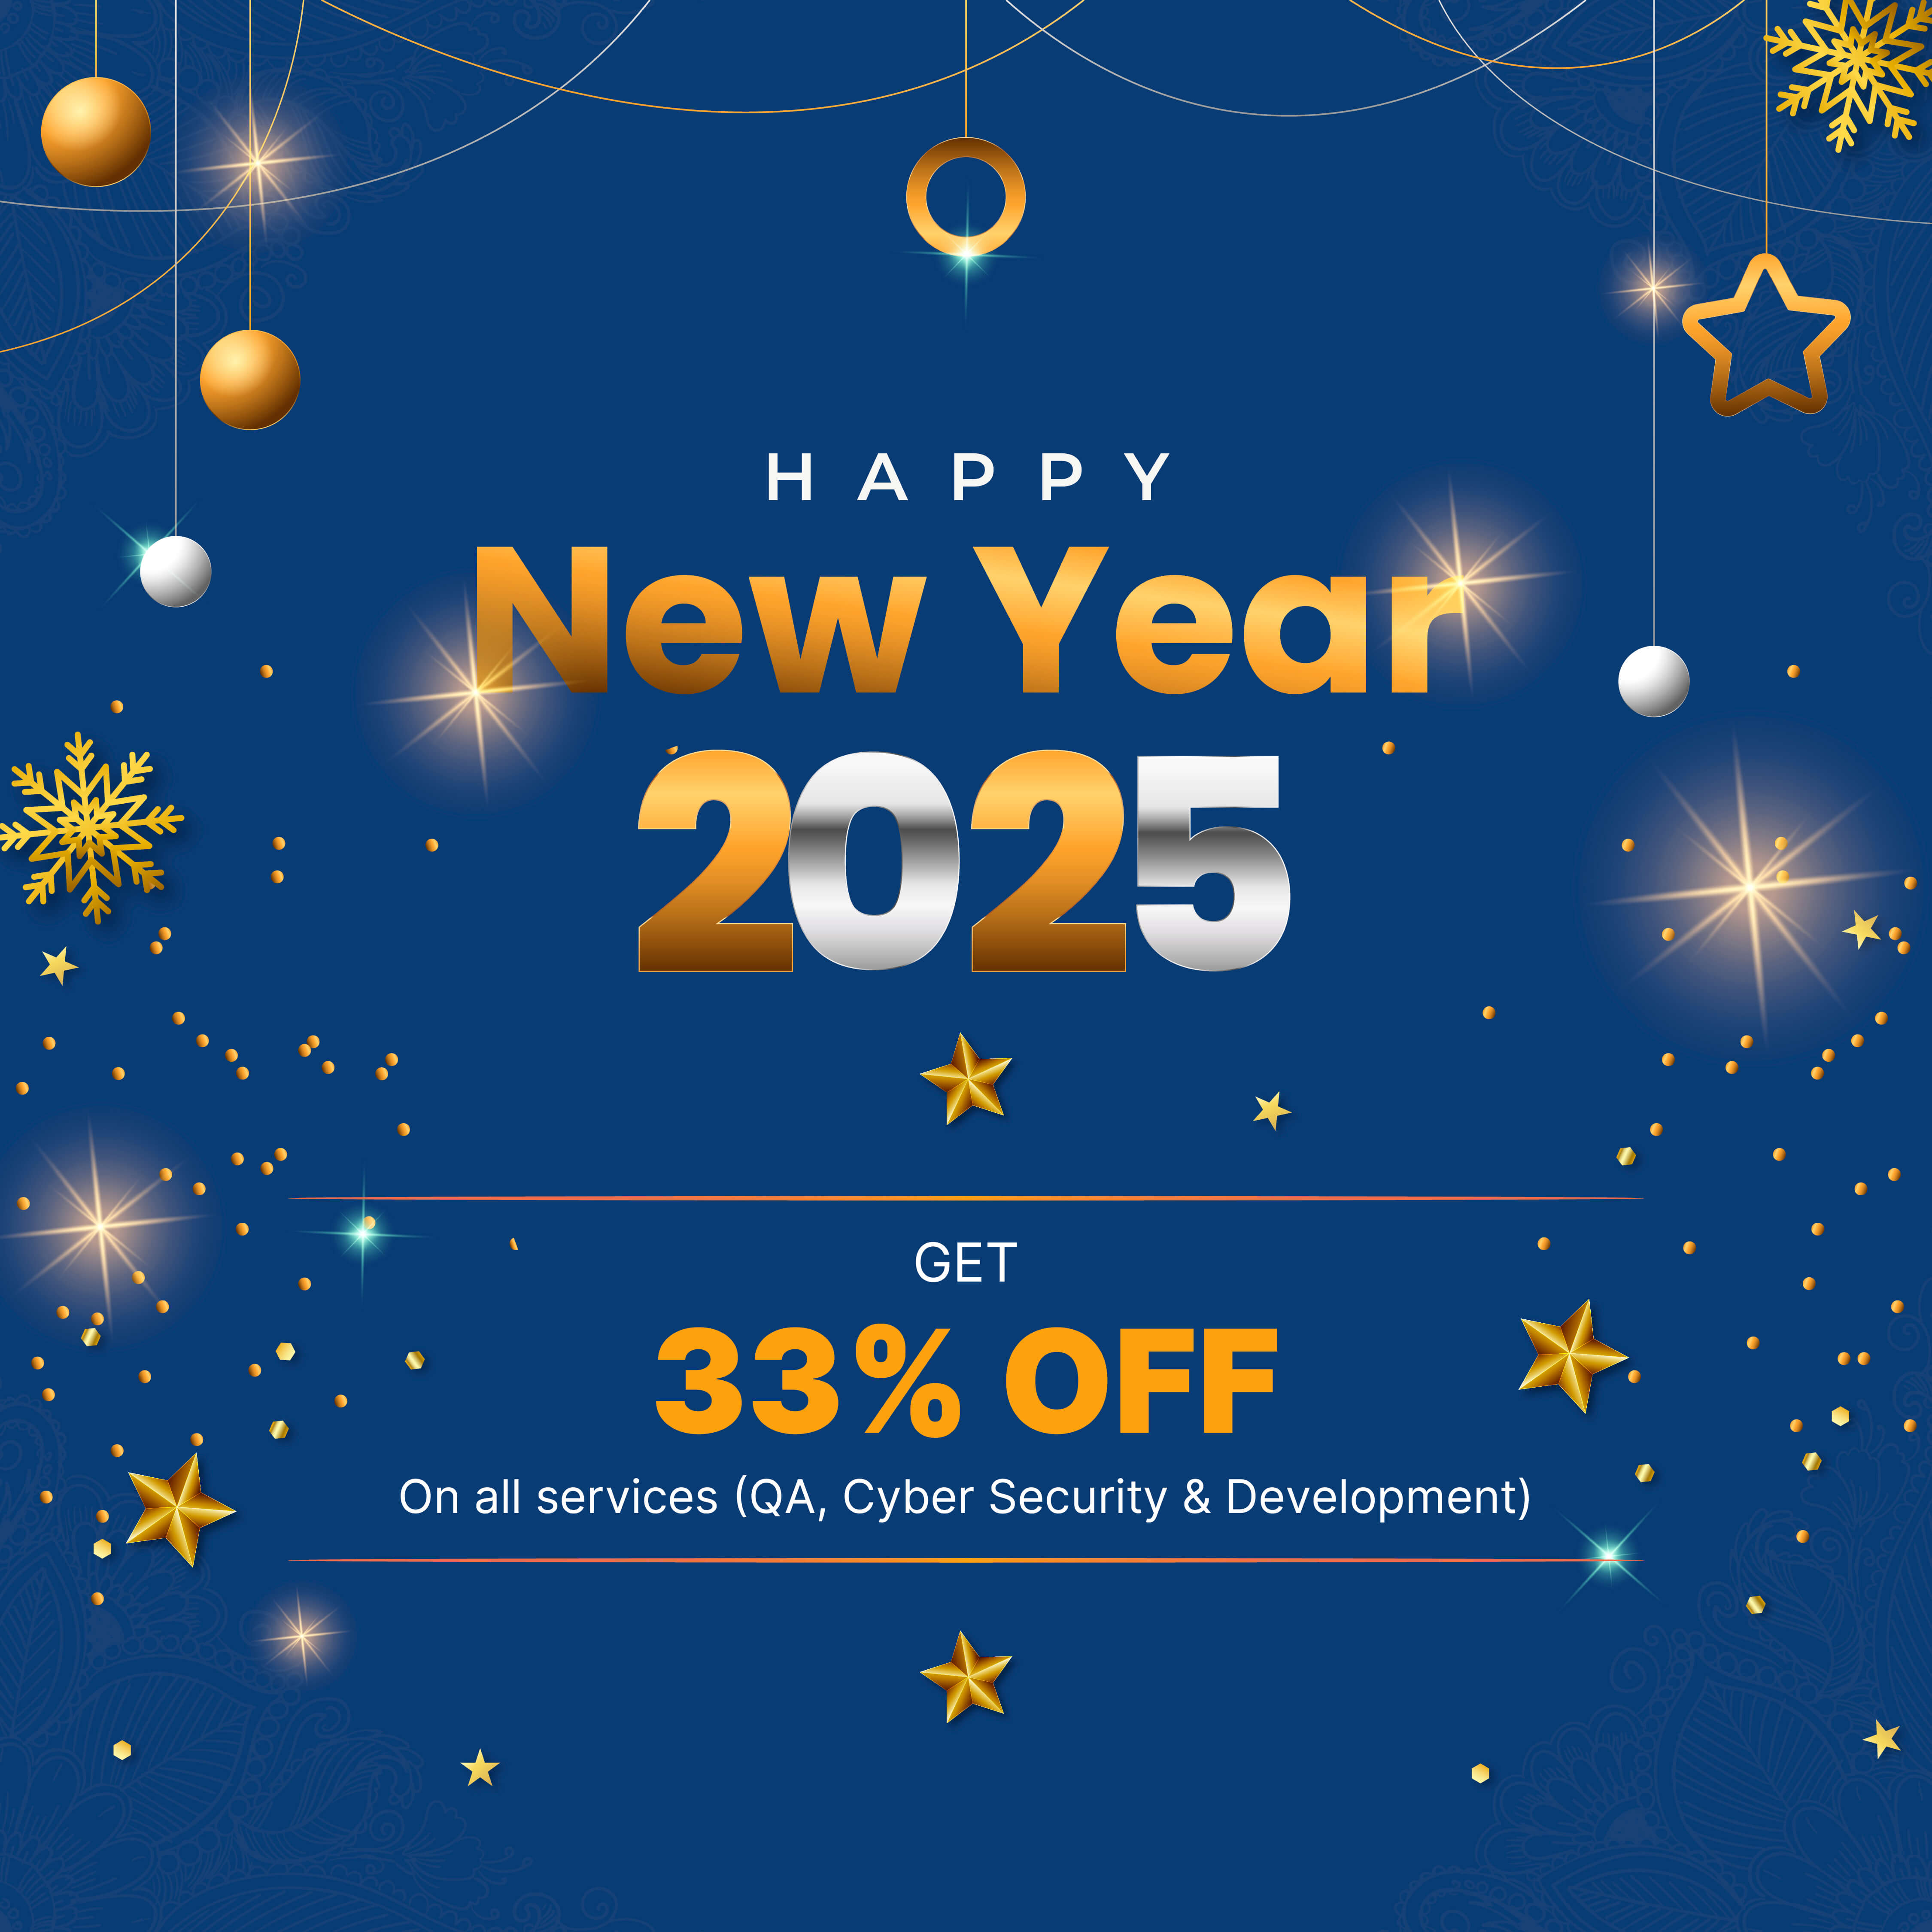 HAPPY
New Year
2025
GET
33% OFF
On all services (QA, Cyber Security & Development)